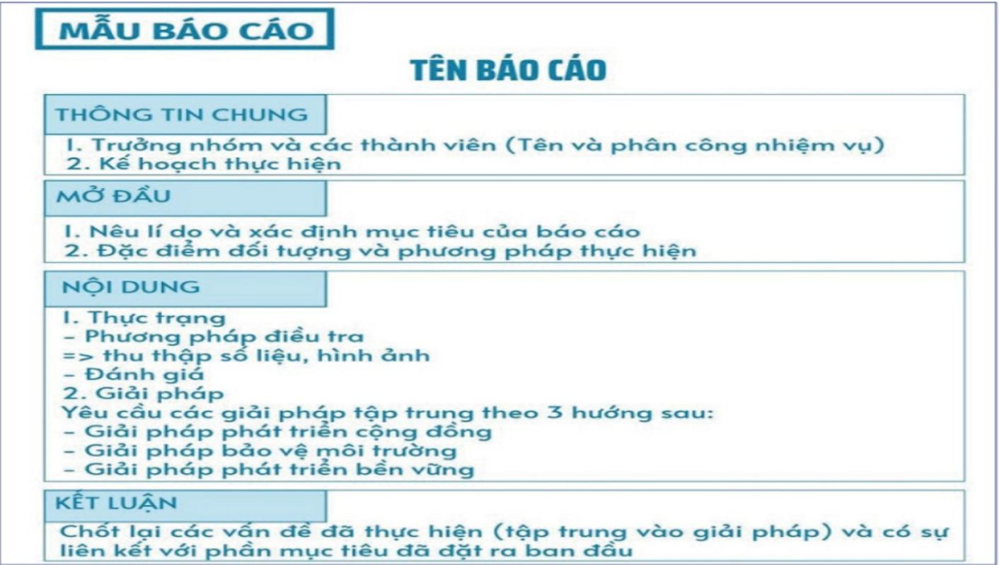 MẪU BÁO CÁO
TÊN BÁO CÁO
THÔNG TIN CHUNG
1. Trưởng nhóm và các thành viên (Tên và phân công nhiệm vụ)
2. Kế hoạch thực hiện
MỞ ĐẦU
1. Nêu lí do và xác định mục tiêu của báo cáo
2. Đặc điểm đối tượng và phương pháp thực hiện
NỘI DUNG
1. Thực trạng
- Phương pháp điều tra
=> thu thập số liệu, hình ảnh
- Đánh giá
2. Giải pháp
Yêu cầu các giải pháp tập trung theo 3 hướng sau:
- Giải pháp phát triển cộng đồng
- Giải pháp bảo vệ môi trường
- Giải pháp phát triển bền vững
KẾT LUẬN
Chốt lại các vấn đề đã thực hiện (tập trung vào giải pháp) và có sự
liên kết với phần mục tiêu đã đặt ra ban đầu